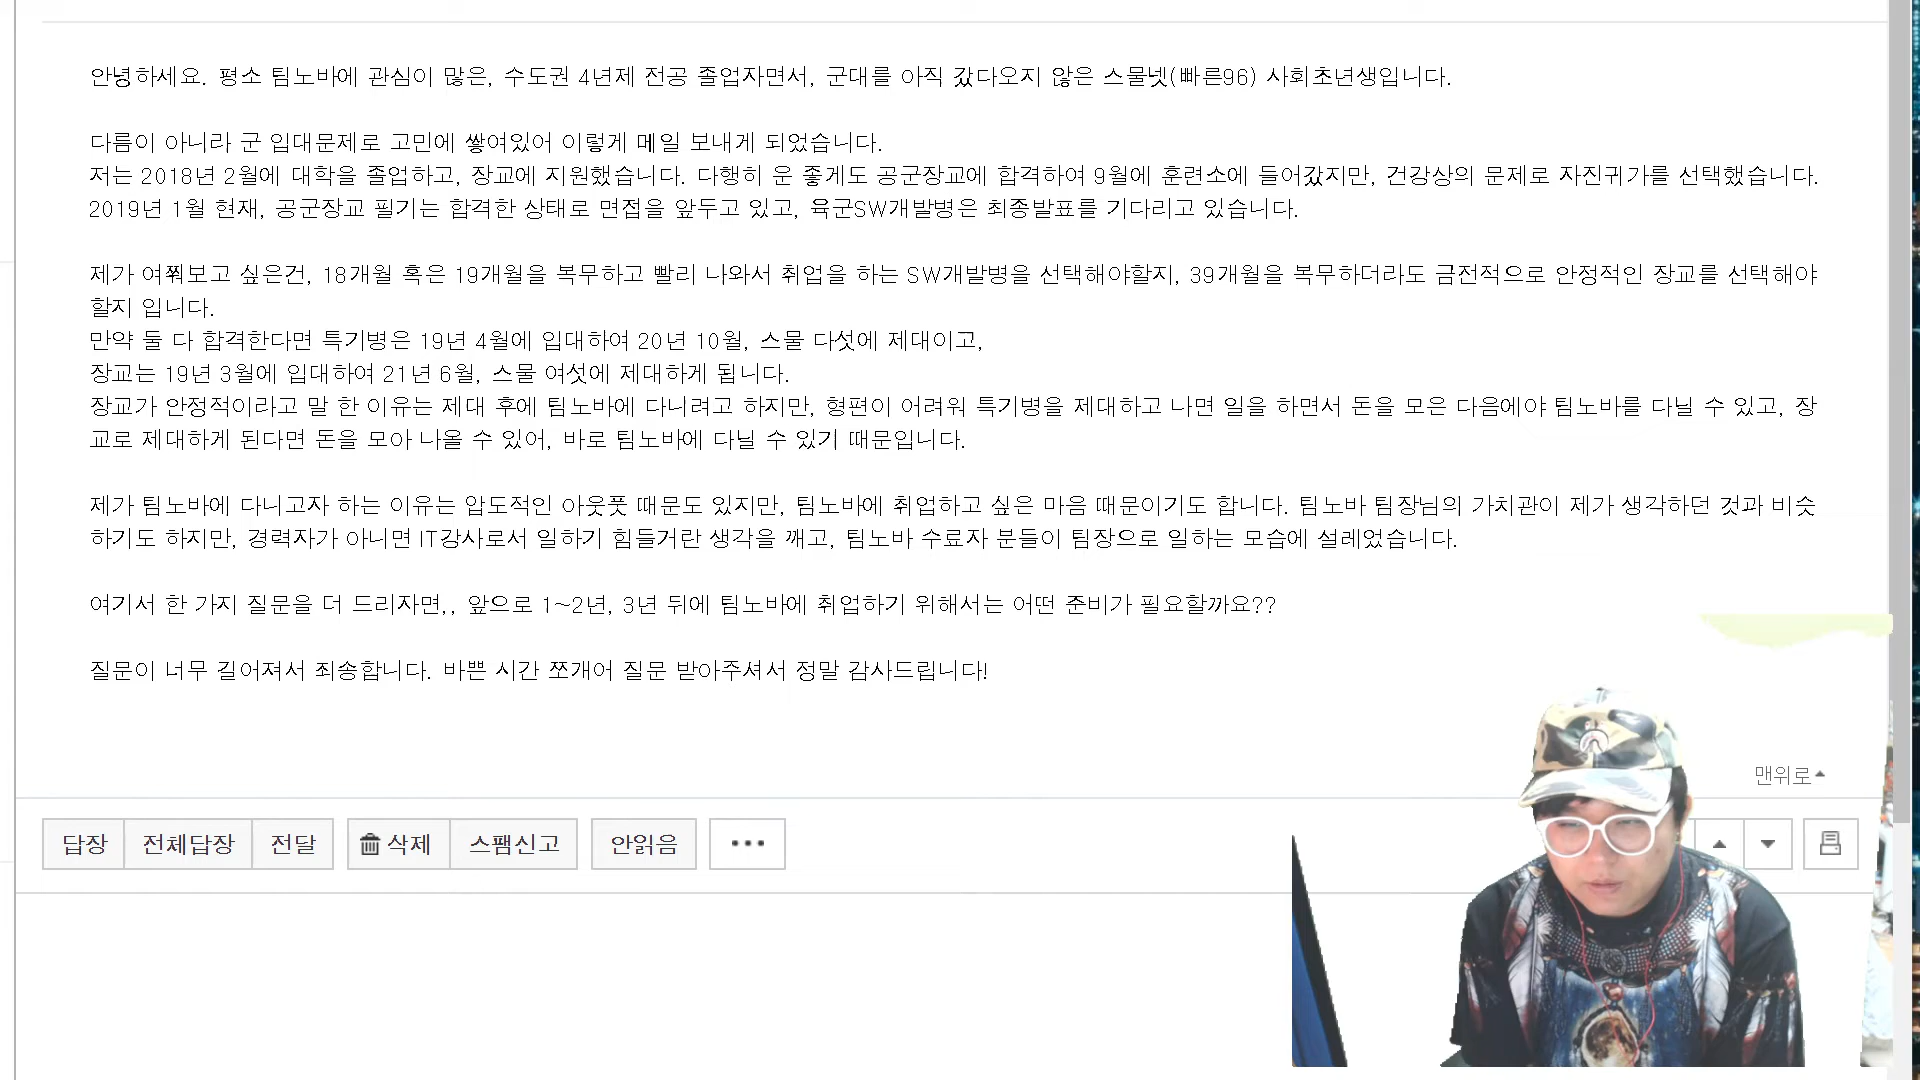 안녕하세요. 평소 팀노바에 관심이 많은, 수도권 4년제 전공 졸업자면서, 군대를 아직 갔다오지 않은 스물넷(빠른96) 사회초년생입니다.
다름이 아니라 군 입대문제로 고민에 쌓여있어 이렇게 메일 보내게 되었습니다.
저는 2018년 2월에 대학을 졸업하고, 장교에 지원했습니다. 다행히 운 좋게도 공군장교에 합격하여 9월에 훈련소에 들어갔지만, 건강상의 문제로 자진귀가를 선택했습니다.
2019년 1월 현재, 공군장교 필기는 합격한 상태로 면접을 앞두고 있고, 육군SW개발병은 최종발표를 기다리고 있습니다.
제가 여쭤보고 싶은건, 18개월 혹은 19개월을 복무하고 빨리 나와서 취업을 하는 SW개발병을 선택해야할지, 39개월을 복무하더라도 금전적으로 안정적인 장교를 선택해야
할지 입니다.
만약 둘 다 합격한다면 특기병은 19년 4월에 입대하여 20년 10월, 스물 다섯에 제대이고,
장교는 19년 3월에 입대하여 21년 6월, 스물 여섯에 제대하게 됩니다.
장교가 안정적이라고 말 한 이유는 제대 후에 팀노바에 다니려고 하지만, 형편이 어려워 특기병을 제대하고 나면 일을 하면서 돈을 모은 다음에야 팀노바를 다닐 수 있고, 장
교로 제대하게 된다면 돈을 모아 나올 수 있어, 바로 팀노바에 다닐 수 있기 때문입니다.
제가 팀노바에 다니고자 하는 이유는 압도적인 아웃풋 때문도 있지만, 팀노바에 취업하고 싶은 마음 때문이기도 합니다. 팀노바 팀장님의 가치관이 제가 생각하던 것과 비슷
하기도 하지만, 경력자가 아니면 IT강사로서 일하기 힘들거란 생각을 깨고, 팀노바 수료자 분들이 팀장으로 일하는 모습에 설레었습니다.
여기서 한 가지 질문을 더 드리자면,, 앞으로 1~2년, 3년 뒤에 팀노바에 취업하기 위해서는 어떤 준비가 필요할까요??
질문이 너무 길어져서 죄송합니다. 바쁜 시간 쪼개어 질문 받아주셔서 정말 감사드립니다!
맨위로
답장 전체답장 전달 삭제 스팸신고 안읽음